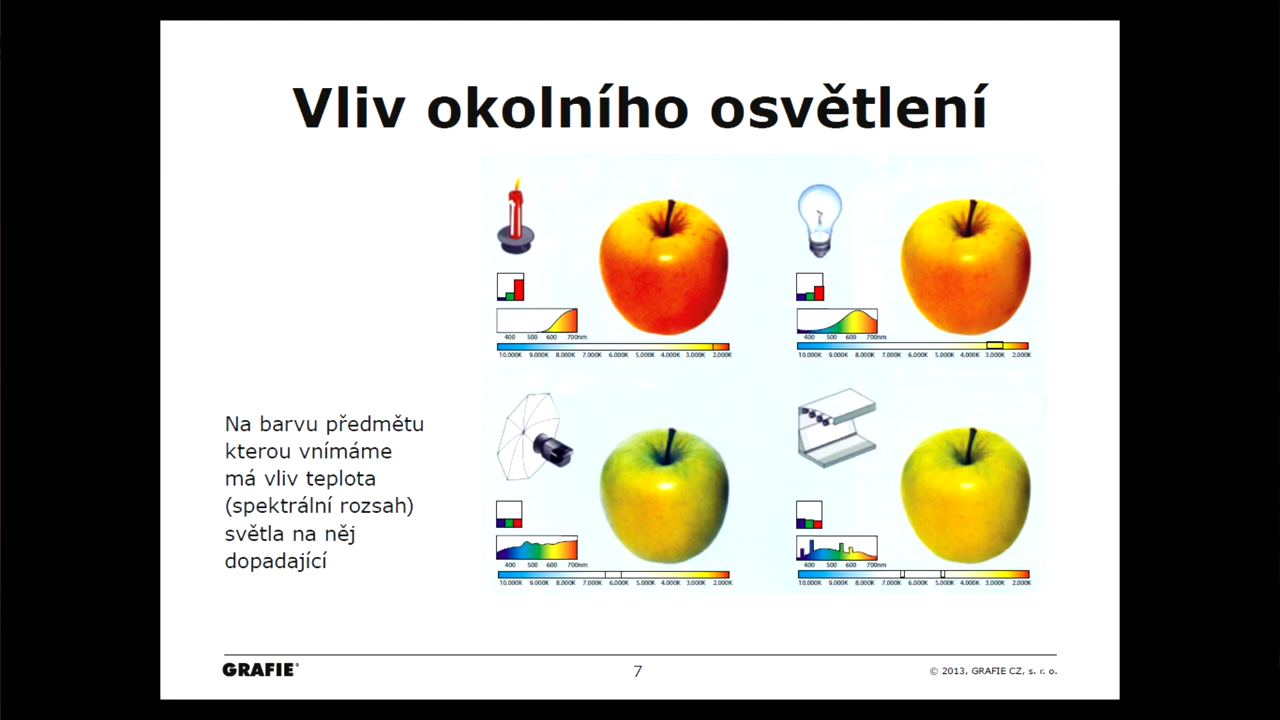 Vliv okolního osvětlení
400 500 600 700nm
10.000K 9.000K 8.000K 7.000K 6.000K 5.000K 4.000K 3.000K 2.000K
400 500 600 700nm
10.000K 9.000K 8.000K 7.000K 6.000K 5.000K 4.000K 3.000K 2.000K
Na barvu předmětu
kterou vnímáme
má vliv teplota
(spektrální rozsah)
světla na něj
dopadající
400 500 600 700nm
10.000K 9.000K 8.000K 7.000K 6.000K 5.000K 4.000K 3.000K 2.000K
400 500 600 700nm
10.000K 9.000K 8.000K 7.000K 6.000K 5.000K 4.000K 3.000K 2.000K
GRAFIE®
7
© 2013, GRAFIE CZ, s. r. o.